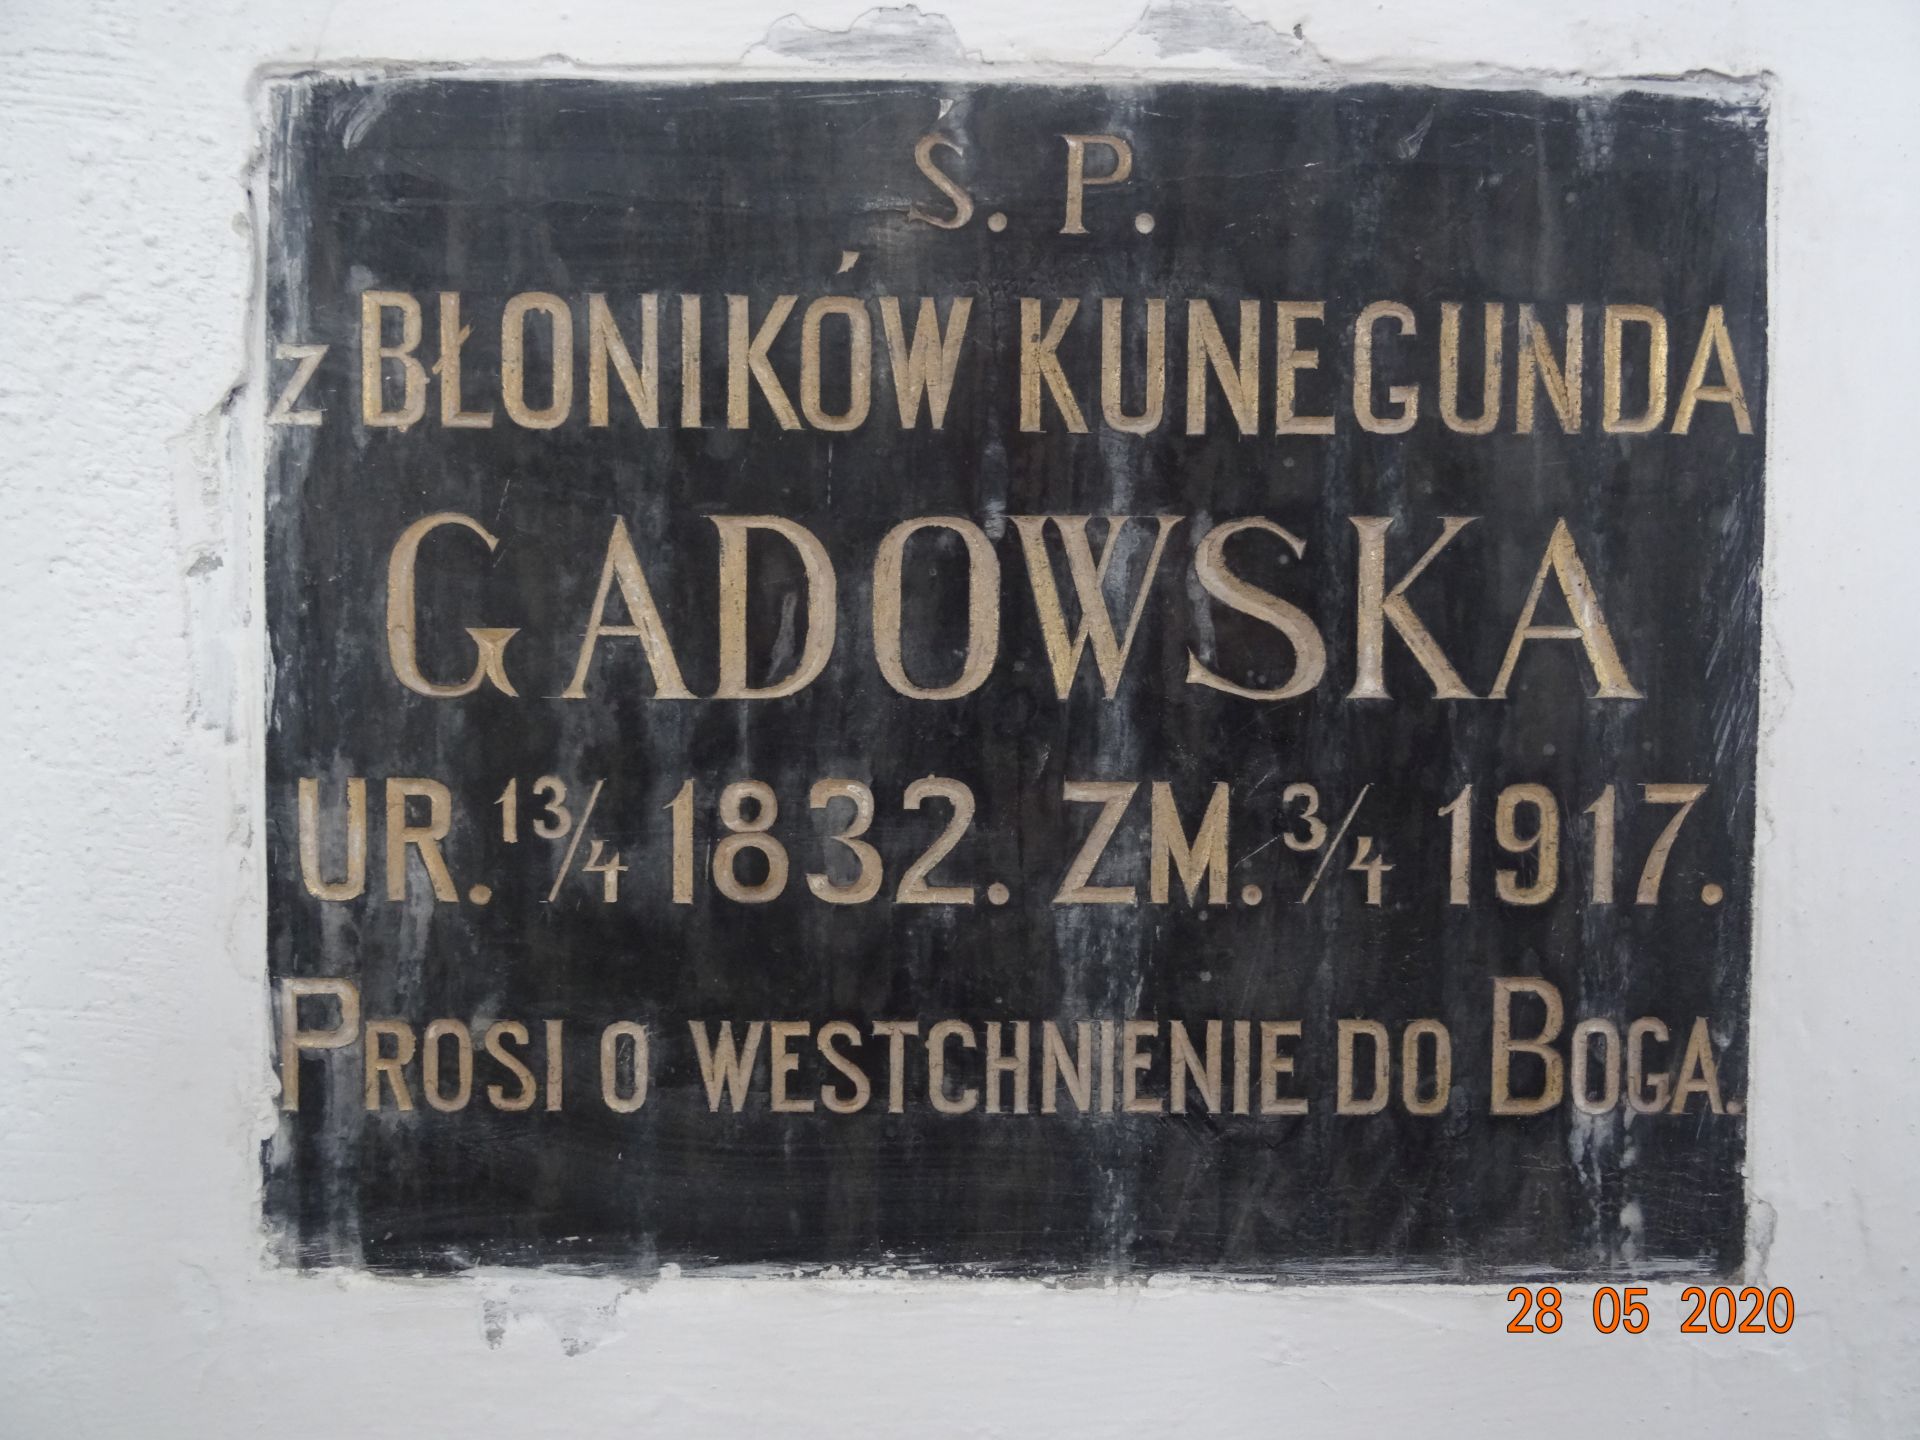 Ś. P.
Z BŁONIKÓW KUNEGUNDA
GADOWSKA
UR. 13/4 1832. ZM. 3/4 1917.
PROSI O WESTCHNIENIE DO BOGA.
28 05 2020